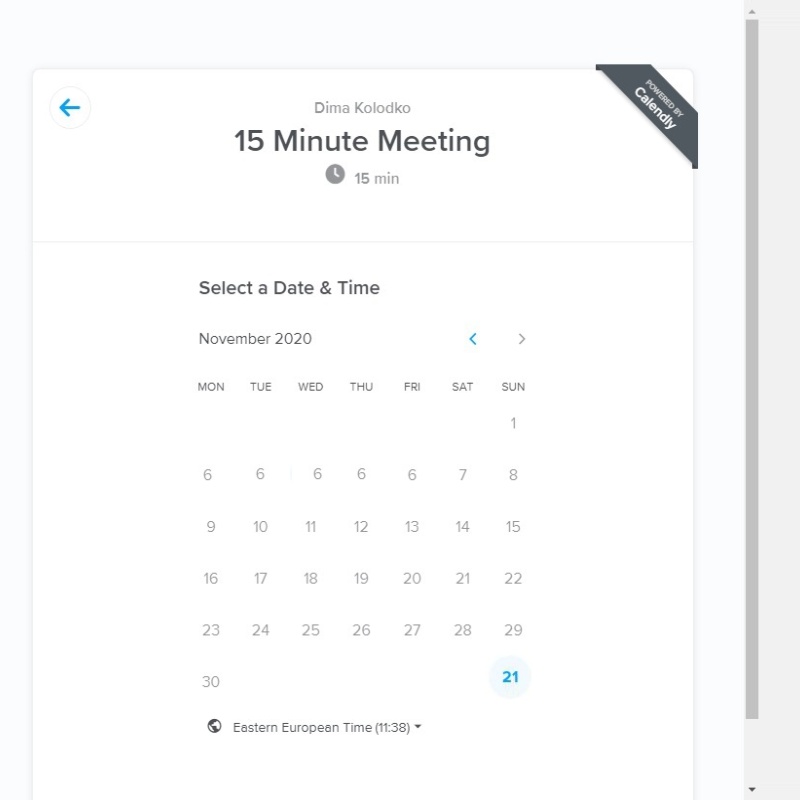 POWERED BY
Calendly
Dima Kolodko
15 Minute Meeting
15 min
Select a Date & Time
November 2020
MON TUE WED THU FRI SAT SUN
1
6 6 6 6 6 7 8
9 10 11 12 13 14 15
16 17 18 19 20 21 22
23 24 25 26 27 28 29
30 21
Eastern European Time (11:38)